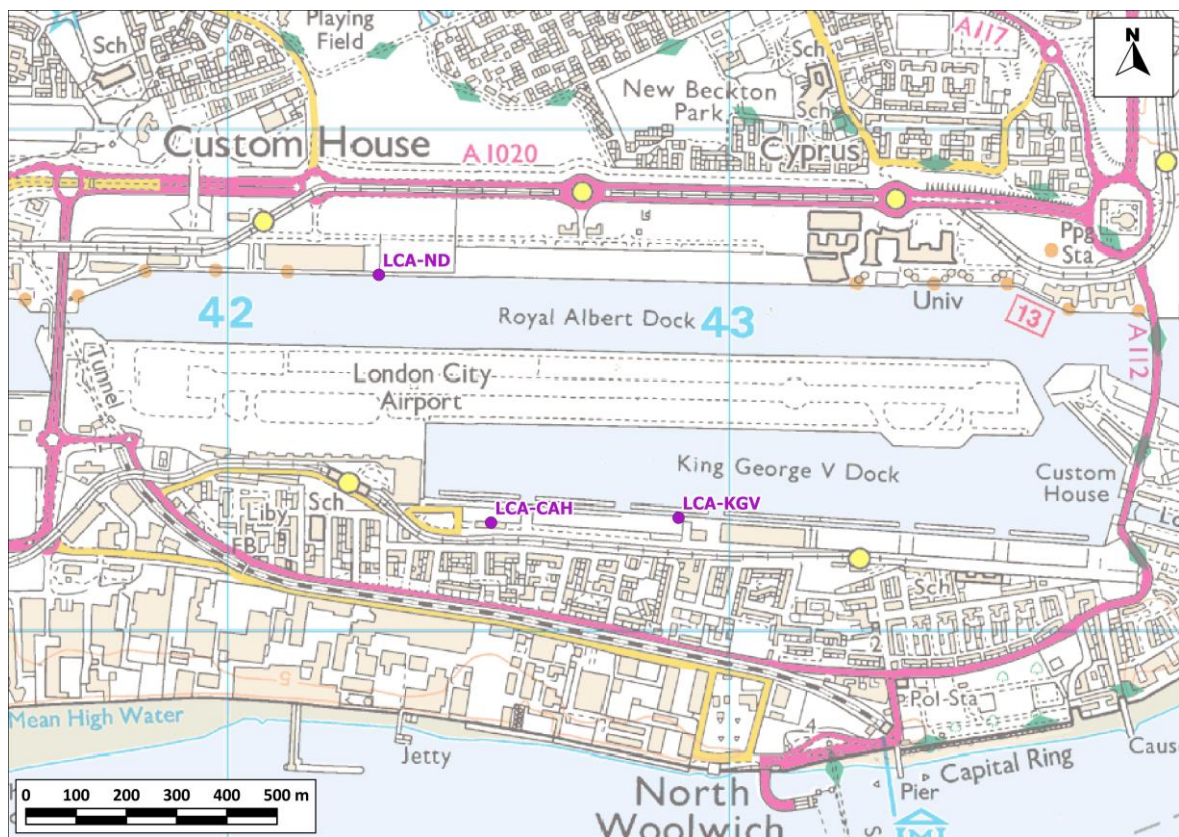 Playing
Field
Sch
A117
N
Sch
New Beckton
Park
Sch
Custom House
A1020
Cyprus
Ppg
Sta
LCA-ND
42
Royal Albert Dock
43
Univ
13
A112
Tunnel
London City
Airport
King George V Dock
Custom
House
LCA-CAH
LCA-KGV
Sch
Liby
FB
Sch
2
5
Pol Sta
Mean High Water
4
Jetty
Capital Ring
Pier
North
Woolwich
0 100 200 300 400 500 m